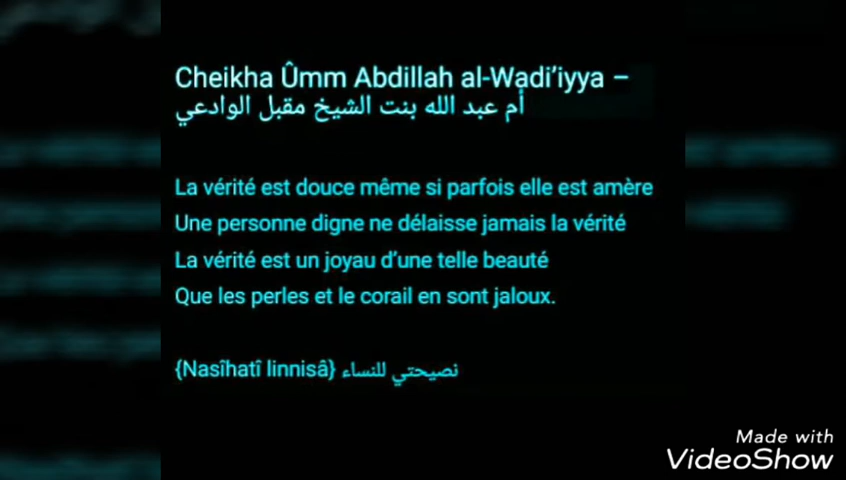 Cheikha Ûmm Abdillah al-Wadi'iyya –
أم عبد الله بنت الشيخ مقبل الوادعي
La vérité est douce même si parfois elle est amère
Une personne digne ne délaisse jamais la vérité
La vérité est un joyau d'une telle beauté
Que les perles et le corail en sont jaloux.
{Nasîhatî linnisâ} نصيحتي للنساء
Made with
VideoShow